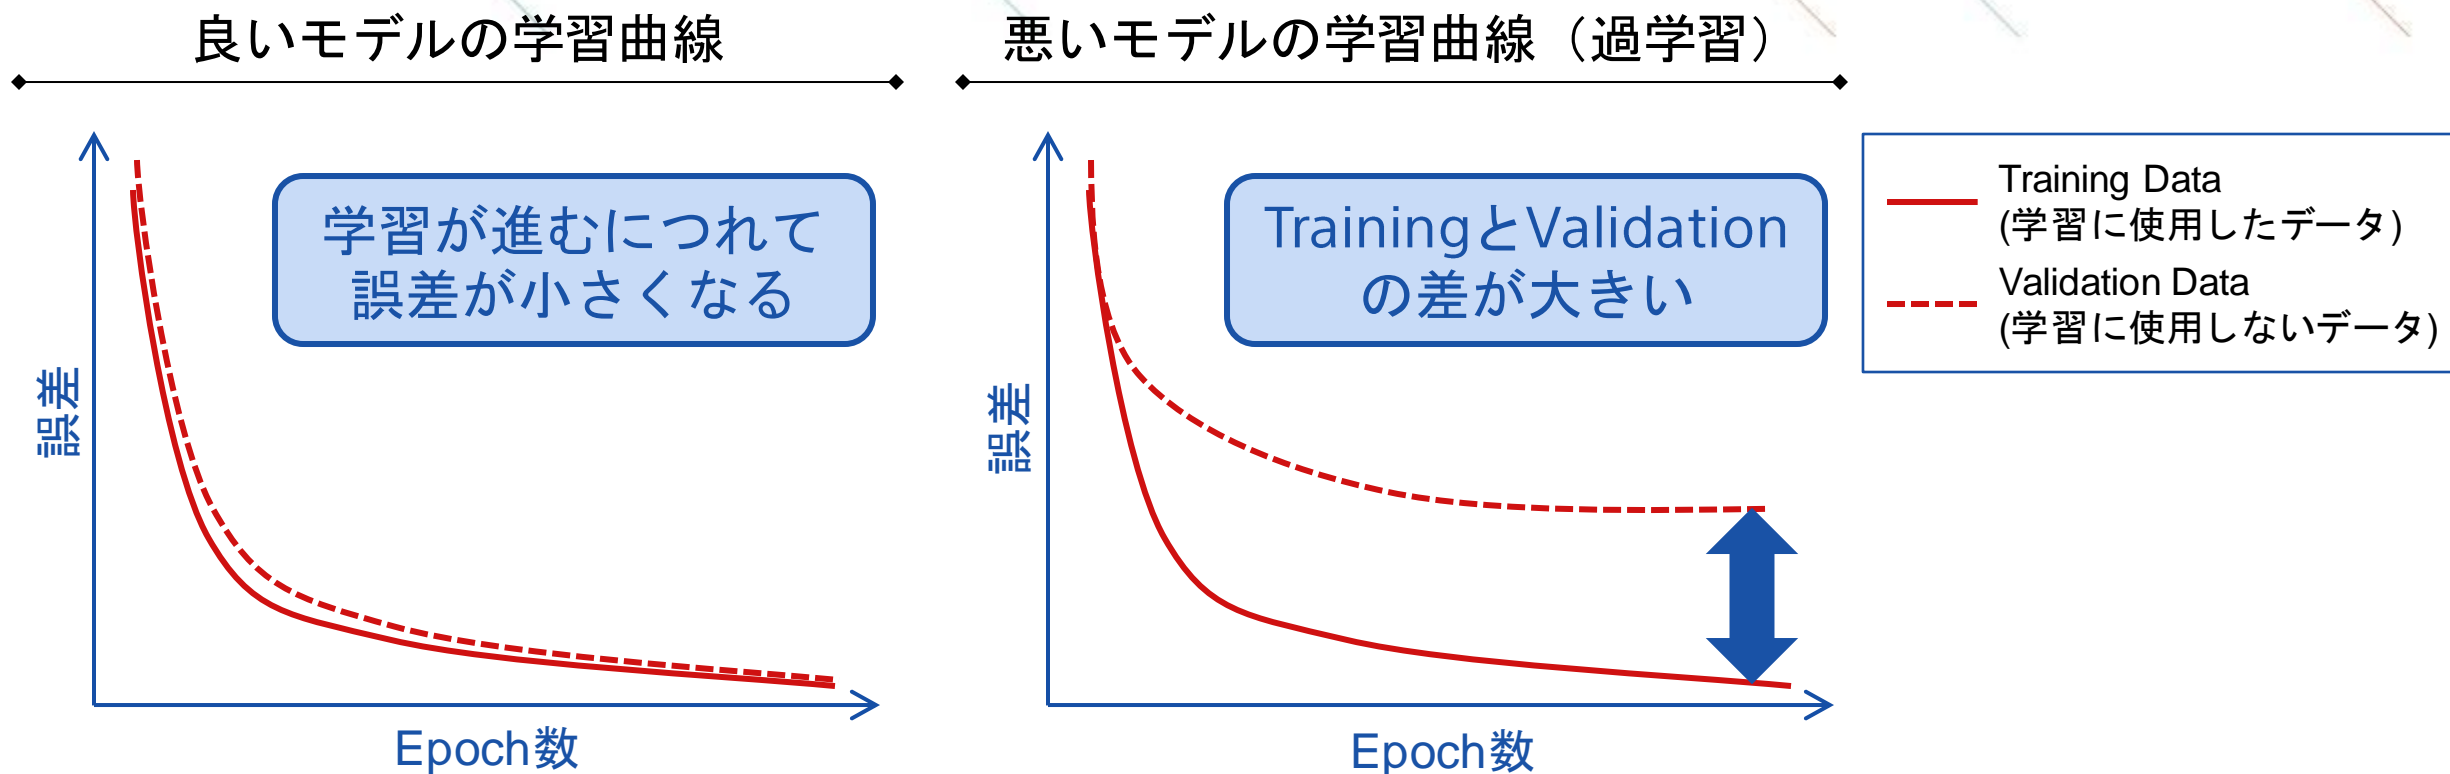 良いモデルの学習曲線
悪いモデルの学習曲線（過学習）
学習が進むにつれて
誤差が小さくなる
誤差
Epoch数
TrainingとValidation
の差が大きい
誤差
Epoch数
Training Data
(学習に使用したデータ)
Validation Data
(学習に使用しないデータ)